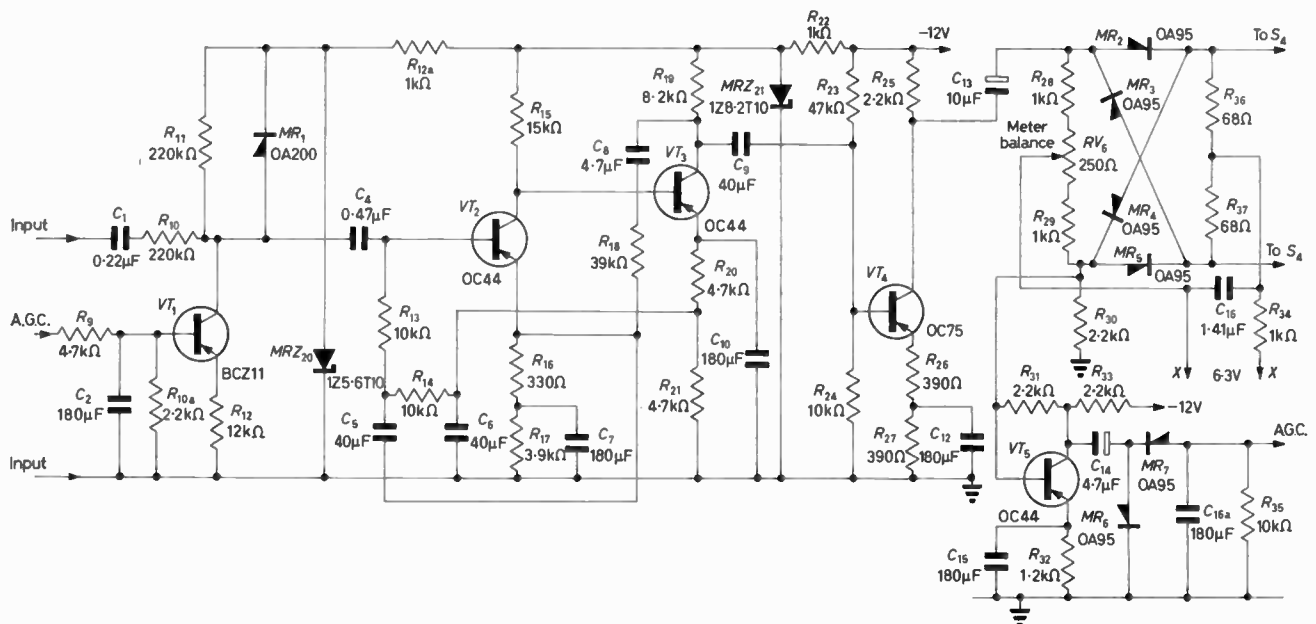 Input
C1
0·22μF
R10
220kΩ
R11
220kΩ
MR1
OA200
R12a
1kΩ
C4
0·47μF
A.G.C.
R9
4·7kΩ
C2
180μF
R10a
2·2kΩ
VT1
BCZ11
R12
12kΩ
Input
MRZ20
1Z5·6T10
R13
10kΩ
R14
10kΩ
C5
40μF
C6
40μF
R15
15kΩ
VT2
OC44
R16
330Ω
R17
3·9kΩ
C7
180μF
C8
4·7μF
R18
39kΩ
R19
8·2kΩ
VT3
OC44
R20
4·7kΩ
R21
4·7kΩ
C10
180μF
MRZ21
1Z8·2T10
C9
40μF
R22
1kΩ
-12V
R23
47kΩ
R24
10kΩ
R25
2·2kΩ
VT4
OC75
R26
390Ω
R27
390Ω
C12
180μF
C13
10μF
R28
1kΩ
Meter
balance
RV6
250Ω
R29
1kΩ
MR2
OA95
MR3
OA95
MR4
OA95
MR5
OA95
To S4
R36
68Ω
R37
68Ω
To S4
R30
2·2kΩ
C16
1·41μF
R34
1kΩ
X
6·3V
X
R31
2·2kΩ
R33
2·2kΩ
-12V
VT5
OC44
C14
4·7μF
MR7
OA95
A.G.C.
MR6
OA95
C16a
180μF
R35
10kΩ
C15
180μF
R32
1·2kΩ